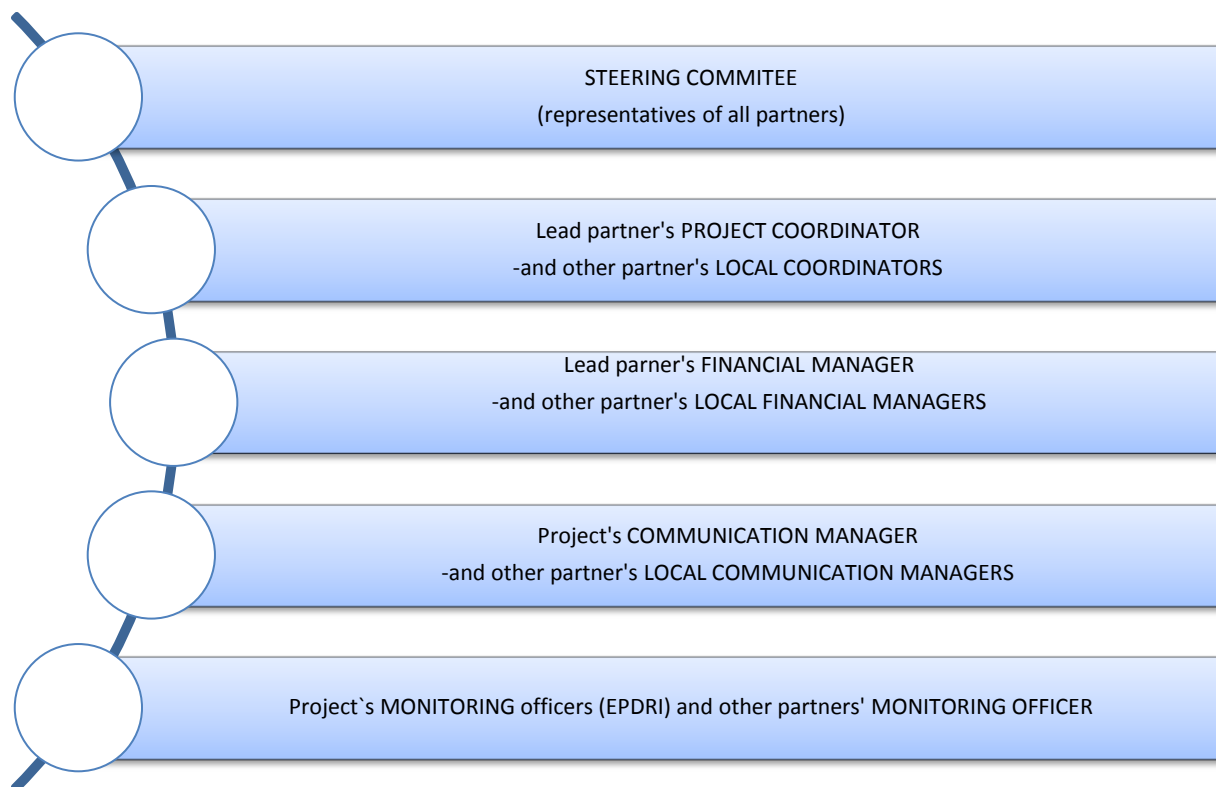 STEERING COMMITEE
(representatives of all partners)
Lead partner's PROJECT COORDINATOR
-and other partner's LOCAL COORDINATORS
Lead parner's FINANCIAL MANAGER
-and other partner's LOCAL FINANCIAL MANAGERS
Project's COMMUNICATION MANAGER
-and other partner's LOCAL COMMUNICATION MANAGERS
Project`s MONITORING officers (EPDRI) and other partners' MONITORING OFFICER